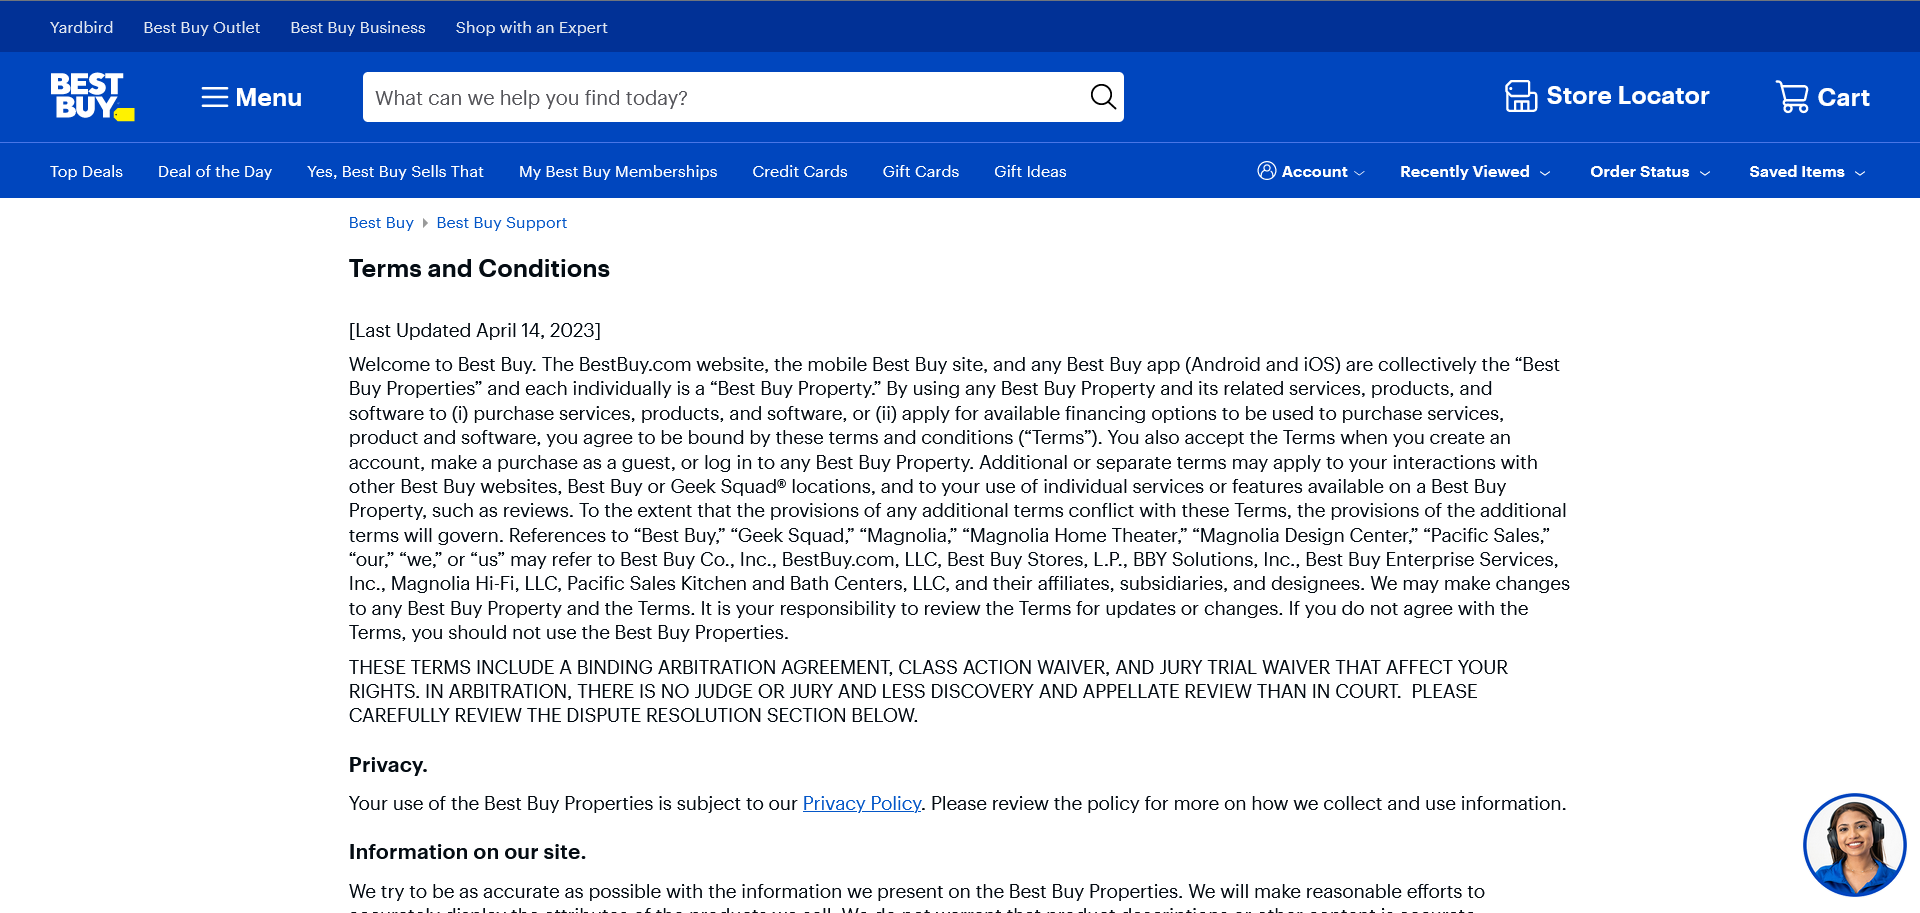 Yardbird Best Buy Outlet Best Buy Business Shop with an Expert
BEST BUY
Menu
What can we help you find today?
Store Locator
Cart
Top Deals Deal of the Day Yes, Best Buy Sells That My Best Buy Memberships Credit Cards Gift Cards Gift Ideas Account Recently Viewed Order Status Saved Items
Best Buy Best Buy Support
Terms and Conditions
[Last Updated April 14, 2023]
Welcome to Best Buy. The BestBuy.com website, the mobile Best Buy site, and any Best Buy app (Android and iOS) are collectively the “Best
Buy Properties” and each individually is a “Best Buy Property.” By using any Best Buy Property and its related services, products, and
software to (i) purchase services, products, and software, or (ii) apply for available financing options to be used to purchase services,
product and software, you agree to be bound by these terms and conditions (“Terms”). You also accept the Terms when you create an
account, make a purchase as a guest, or log in to any Best Buy Property. Additional or separate terms may apply to your interactions with
other Best Buy websites, Best Buy or Geek Squad® locations, and to your use of individual services or features available on a Best Buy
Property, such as reviews. To the extent that the provisions of any additional terms conflict with these Terms, the provisions of the additional
terms will govern. References to “Best Buy,” “Geek Squad,” “Magnolia,” “Magnolia Home Theater,” “Magnolia Design Center,” “Pacific Sales,”
“our,” “we,” or “us” may refer to Best Buy Co., Inc., BestBuy.com, LLC, Best Buy Stores, L.P., BBY Solutions, Inc., Best Buy Enterprise Services,
Inc., Magnolia Hi-Fi, LLC, Pacific Sales Kitchen and Bath Centers, LLC, and their affiliates, subsidiaries, and designees. We may make changes
to any Best Buy Property and the Terms. It is your responsibility to review the Terms for updates or changes. If you do not agree with the
Terms, you should not use the Best Buy Properties.
THESE TERMS INCLUDE A BINDING ARBITRATION AGREEMENT, CLASS ACTION WAIVER, AND JURY TRIAL WAIVER THAT AFFECT YOUR
RIGHTS. IN ARBITRATION, THERE IS NO JUDGE OR JURY AND LESS DISCOVERY AND APPELLATE REVIEW THAN IN COURT. PLEASE
CAREFULLY REVIEW THE DISPUTE RESOLUTION SECTION BELOW.
Privacy.
Your use of the Best Buy Properties is subject to our Privacy Policy. Please review the policy for more on how we collect and use information.
Information on our site.
We try to be as accurate as possible with the information we present on the Best Buy Properties. We will make reasonable efforts to